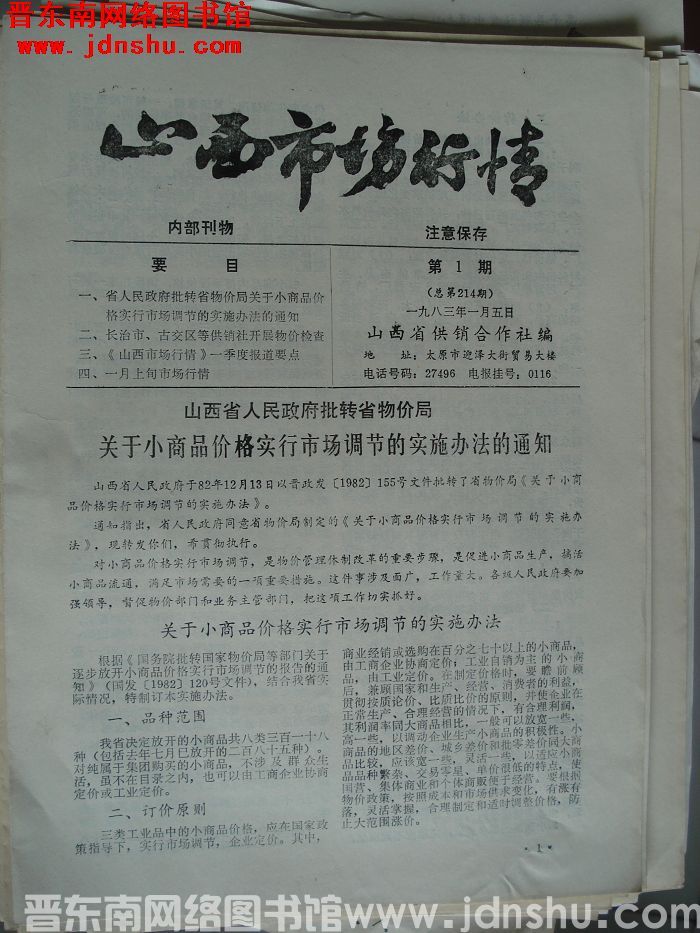 晋东南网络图书馆
www.jdnshu.com
山西市场行情
内部刊物
注意保存
要 目
一、省人民政府批转省物价局关于小商品价
格实行市场调节的实施办法的通知
二、长治市、古交区等供销社开展物价检查
三、《山西市场行情》一季度报道要点
四、一月上旬市场行情
第1期
(总第214期)
一九八三年一月五日
山西省供销合作社编
地 址：太原市迎泽大街贸易大楼
电话号码：27496 电报挂号：0116
山西省人民政府批转省物价局
关于小商品价格实行市场调节的实施办法的通知
山西省人民政府于82年12月13日以晋政发〔1982〕155号文件批转了省物价局《关于小商
品价格实行市场调节的实施办法》。
通知指出，省人民政府同意省物价局制定的《关于小商品价格实行市场调节的实施办
法》，现转发你们，希贯彻执行。
对小商品价格实行市场调节，是物价管理体制改革的重要步骤，是促进小商品生产，搞活
小商品流通，满足市场需要的一项重要措施。这件事涉及面广，工作量大。各级人民政府要加
强领导，督促物价部门和业务主管部门，把这项工作切实抓好。
关于小商品价格实行市场调节的实施办法
根据《国务院批转国家物价局等部门关于
逐步放开小商品价格实行市场调节的报告的通
知》（国发〔1982〕120号文件），结合我省实
际情况，特制订本实施办法。
一、品种范围
我省决定放开的小商品共八类三百一十八
种（包括去年七月已放开的二百八十五种）。
对纯属于集团购买的小商品，不涉及群众生
活，虽不在目录之内，也可以由工商企业协商
定价或工业定价。
二、订价原则
三类工业品中的小商品价格，应在国家政
策指导下，实行市场调节，企业定价。其中，
商业经销或选购在百分之七十以上的小商品，
由工商企业协商定价；工业自销为主的小商
品，由工业定价。在制定价格时，要瞻前顾
后，兼顾国家和生产、经营、消费者的利益，
贯彻按质论价、比质比价的原则，并使企业在
正常生产、合理经营的情况下，有合理利润，
其利润率同大商品相比，一般可以放宽一些，
高一些，以调动企业生产小商品的积极性。小
商品的地区差价、城乡差价和批零差价同大商
品比较，应该宽一些，灵活一些，以适应小商
品品种繁杂、交易零星、单价很低的特点，使
国营、集体商业和个体商贩便于经营。要根据
物价政策，按照成本和市场供求变化，有涨有
落，灵活掌握，合理制定和适时调整价格，防
止大范围涨价。
·1·
晋东南网络图书馆 www.jdnshu.com